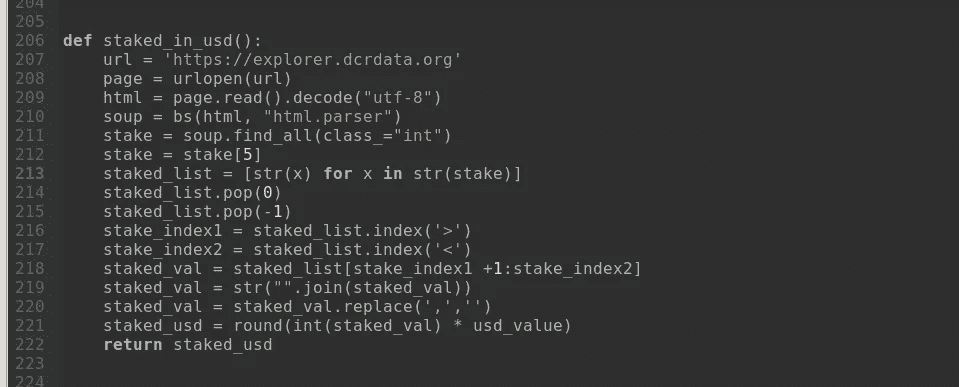 204
205
206 def staked_in_usd():
207     url = 'https://explorer.dcrdata.org'
208     page = urlopen(url)
209     html = page.read().decode("utf-8")
210     soup = bs(html, "html.parser")
211     stake = soup.find_all(class_="int")
212     stake = stake[5]
213     staked_list = [str(x) for x in str(stake)]
214     staked_list.pop(0)
215     staked_list.pop(-1)
216     stake_index1 = staked_list.index('>')
217     stake_index2 = staked_list.index('<')
218     staked_val = staked_list[stake_index1 +1:stake_index2]
219     staked_val = str("".join(staked_val))
220     staked_val = staked_val.replace(',','')
221     staked_usd = round(int(staked_val) * usd_value)
222     return staked_usd
223
224